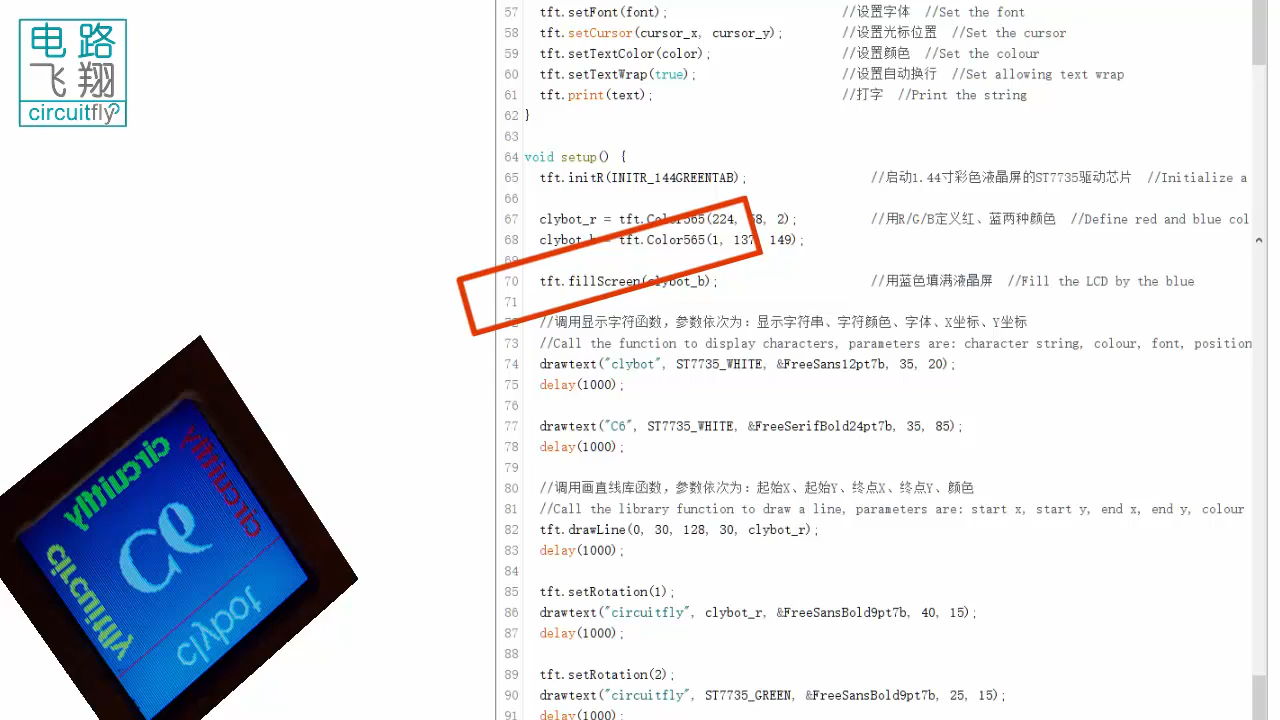 电路
飞翔
circuitfly
57 tft.setFont(font); //设置字体 //Set the font
58 tft.setCursor(cursor_x, cursor_y); //设置光标位置 //Set the cursor
59 tft.setTextColor(color); //设置颜色 //Set the colour
60 tft.setTextWrap(true); //设置自动换行 //Set allowing text wrap
61 tft.print(text); //打字 //Print the string
62 }
63
64 void setup() {
65 tft.initR(INITR_144GREENTAB); //启动1.44寸彩色液晶屏的ST7735驱动芯片 //Initialize a
66
67 clybot_r = tft.Color565(224, 2); //用R/G/B定义红、蓝两种颜色 //Define red and blue col
68 clybot_b = tft.Color565(1, 137, 149);
69
70 tft.fillScreen(clybot_b); //用蓝色填满液晶屏 //Fill the LCD by the blue
71
72 //调用显示字符函数，参数依次为：显示字符串、字符颜色、字体、X坐标、Y坐标
73 //Call the function to display characters, parameters are: character string, colour, font, position
74 drawtext("clybot", ST7735_WHITE, &FreeSans12pt7b, 35, 20);
75 delay(1000);
76
77 drawtext("C6", ST7735_WHITE, &FreeSerifBold24pt7b, 35, 85);
78 delay(1000);
79
80 //调用画直线库函数，参数依次为：起始X、起始Y、终点X、终点Y、颜色
81 //Call the library function to draw a line, parameters are: start x, start y, end x, end y, colour
82 tft.drawLine(0, 30, 128, 30, clybot_r);
83 delay(1000);
84
85 tft.setRotation(1);
86 drawtext("circuitfly", clybot_r, &FreeSansBold9pt7b, 40, 15);
87 delay(1000);
88
89 tft.setRotation(2);
90 drawtext("circuitfly", ST7735_GREEN, &FreeSansBold9pt7b, 25, 15);
91 delay(1000);
circuitfly
circuitfly
C6
circuitfly
clybot